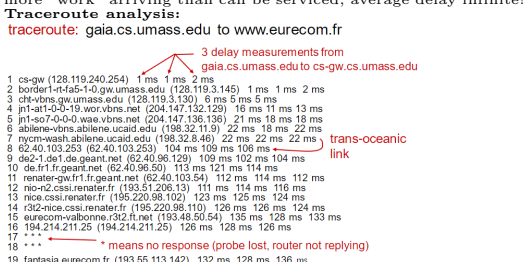 more "work" arriving than can be serviced, average delay infinite
Traceroute analysis:
traceroute: gaia.cs.umass.edu to www.eurecom.fr
3 delay measurements from
gaia.cs.umass.edu to cs-gw.cs.umass.edu
1 cs-gw (128.119.240.254) 1 ms 1 ms 2 ms
2 border1-rt-fa5-1-0.gw.umass.edu (128.119.3.145) 1 ms 1 ms 2 ms
3 cht-vbns.gw.umass.edu (128.119.3.130) 6 ms 5 ms 5 ms
4 jn1-at1-0-0-19.wor.vbns.net (204.147.132.129) 16 ms 11 ms 13 ms
5 jn1-so7-0-0-0.wae.vbns.net (204.147.136.136) 21 ms 18 ms 18 ms
6 abilene-vbns.abilene.ucaid.edu (198.32.11.9) 22 ms 18 ms 22 ms
7 nycm-wash.abilene.ucaid.edu (198.32.8.46) 22 ms 22 ms 22 ms
trans-oceanic
link
8 62.40.103.253 (62.40.103.253) 104 ms 109 ms 106 ms
9 de2-1.de1.de.geant.net (62.40.96.129) 109 ms 102 ms 104 ms
10 de.fr1.fr.geant.net (62.40.96.50) 113 ms 121 ms 114 ms
11 renater-gw.fr1.fr.geant.net (62.40.103.54) 112 ms 114 ms 112 ms
12 nio-n2.cssi.renater.fr (193.51.206.13) 111 ms 114 ms 116 ms
13 nice.cssi.renater.fr (195.220.98.102) 123 ms 125 ms 124 ms
14 r3t2-nice.cssi.renater.fr (195.220.98.110) 126 ms 126 ms 124 ms
15 eurecom-valbonne.r3t2.ft.net (193.48.50.54) 135 ms 128 ms 133 ms
16 194.214.211.25 (194.214.211.25) 126 ms 128 ms 126 ms
17 * * *
18 * * *
* means no response (probe lost, router not replying)
19 fantasia.eurecom.fr (193.55.113.142) 132 ms 128 ms 136 ms